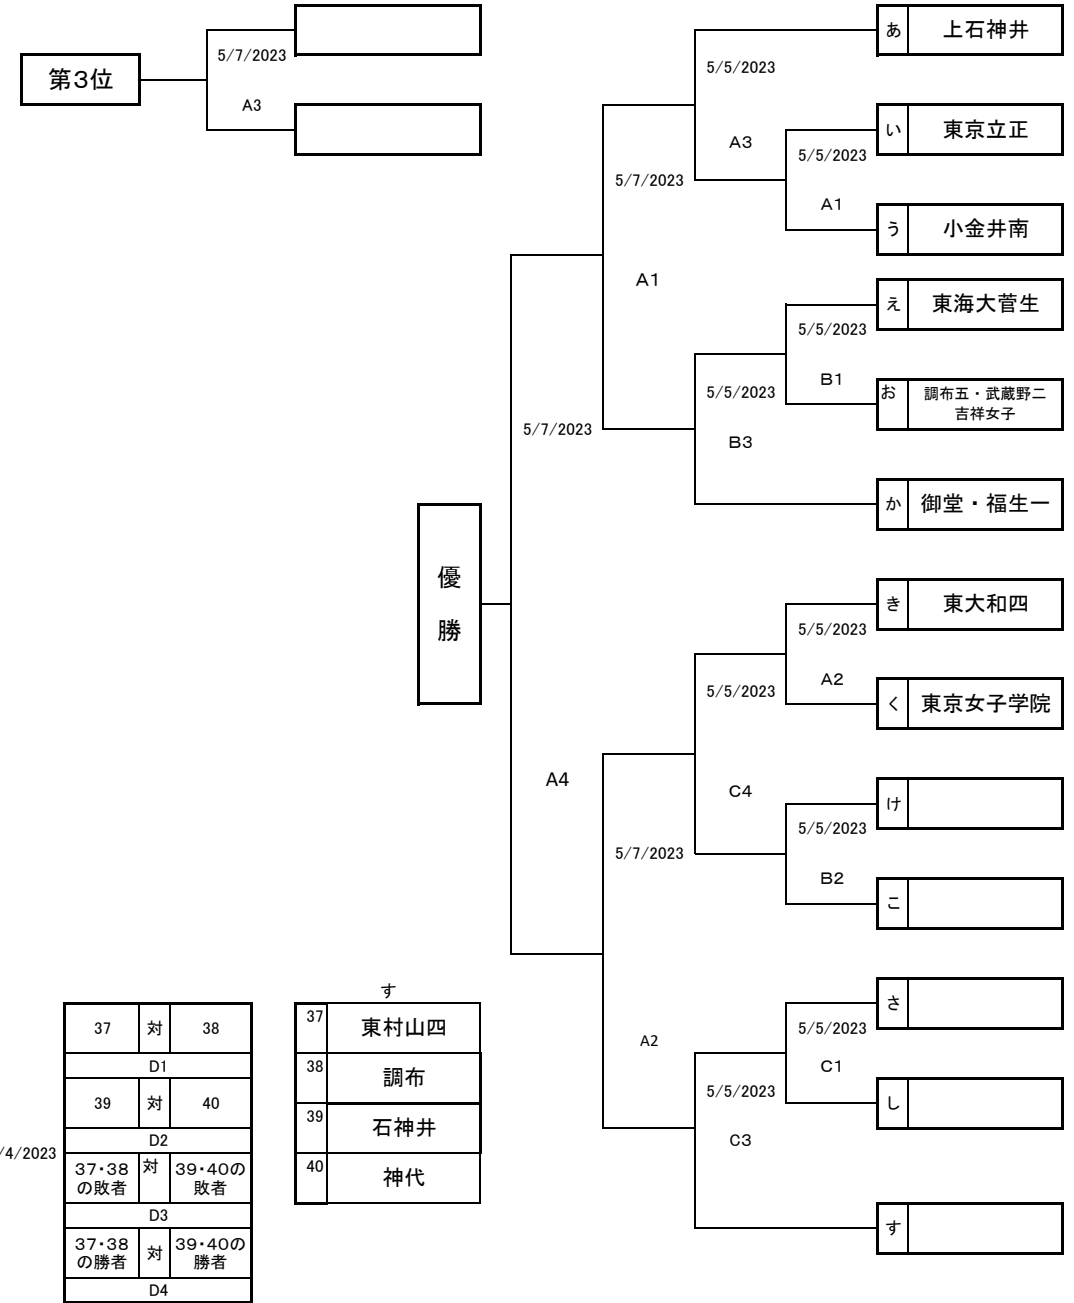 5/7/2023
第3位
A3
あ 上石神井
5/5/2023
A3
い 東京立正
5/5/2023
A1
う 小金井南
5/7/2023
A1
え 東海大菅生
5/5/2023
B1
お 調布五・武蔵野二
吉祥女子
5/5/2023
B3
か 御堂・福生一
5/7/2023
優
勝
A4
き 東大和四
5/5/2023
A2
く 東京女子学院
5/5/2023
C4
け
5/5/2023
B2
こ
5/7/2023
A2
さ
5/5/2023
C1
し
5/5/2023
C3
す
す
37 東村山四
38 調布
39 石神井
40 神代
37 対 38
D1
39 対 40
D2
/4/2023
37・38 対 39・40の
の敗者 敗者
D3
37・38 対 39・40の
の勝者 勝者
D4